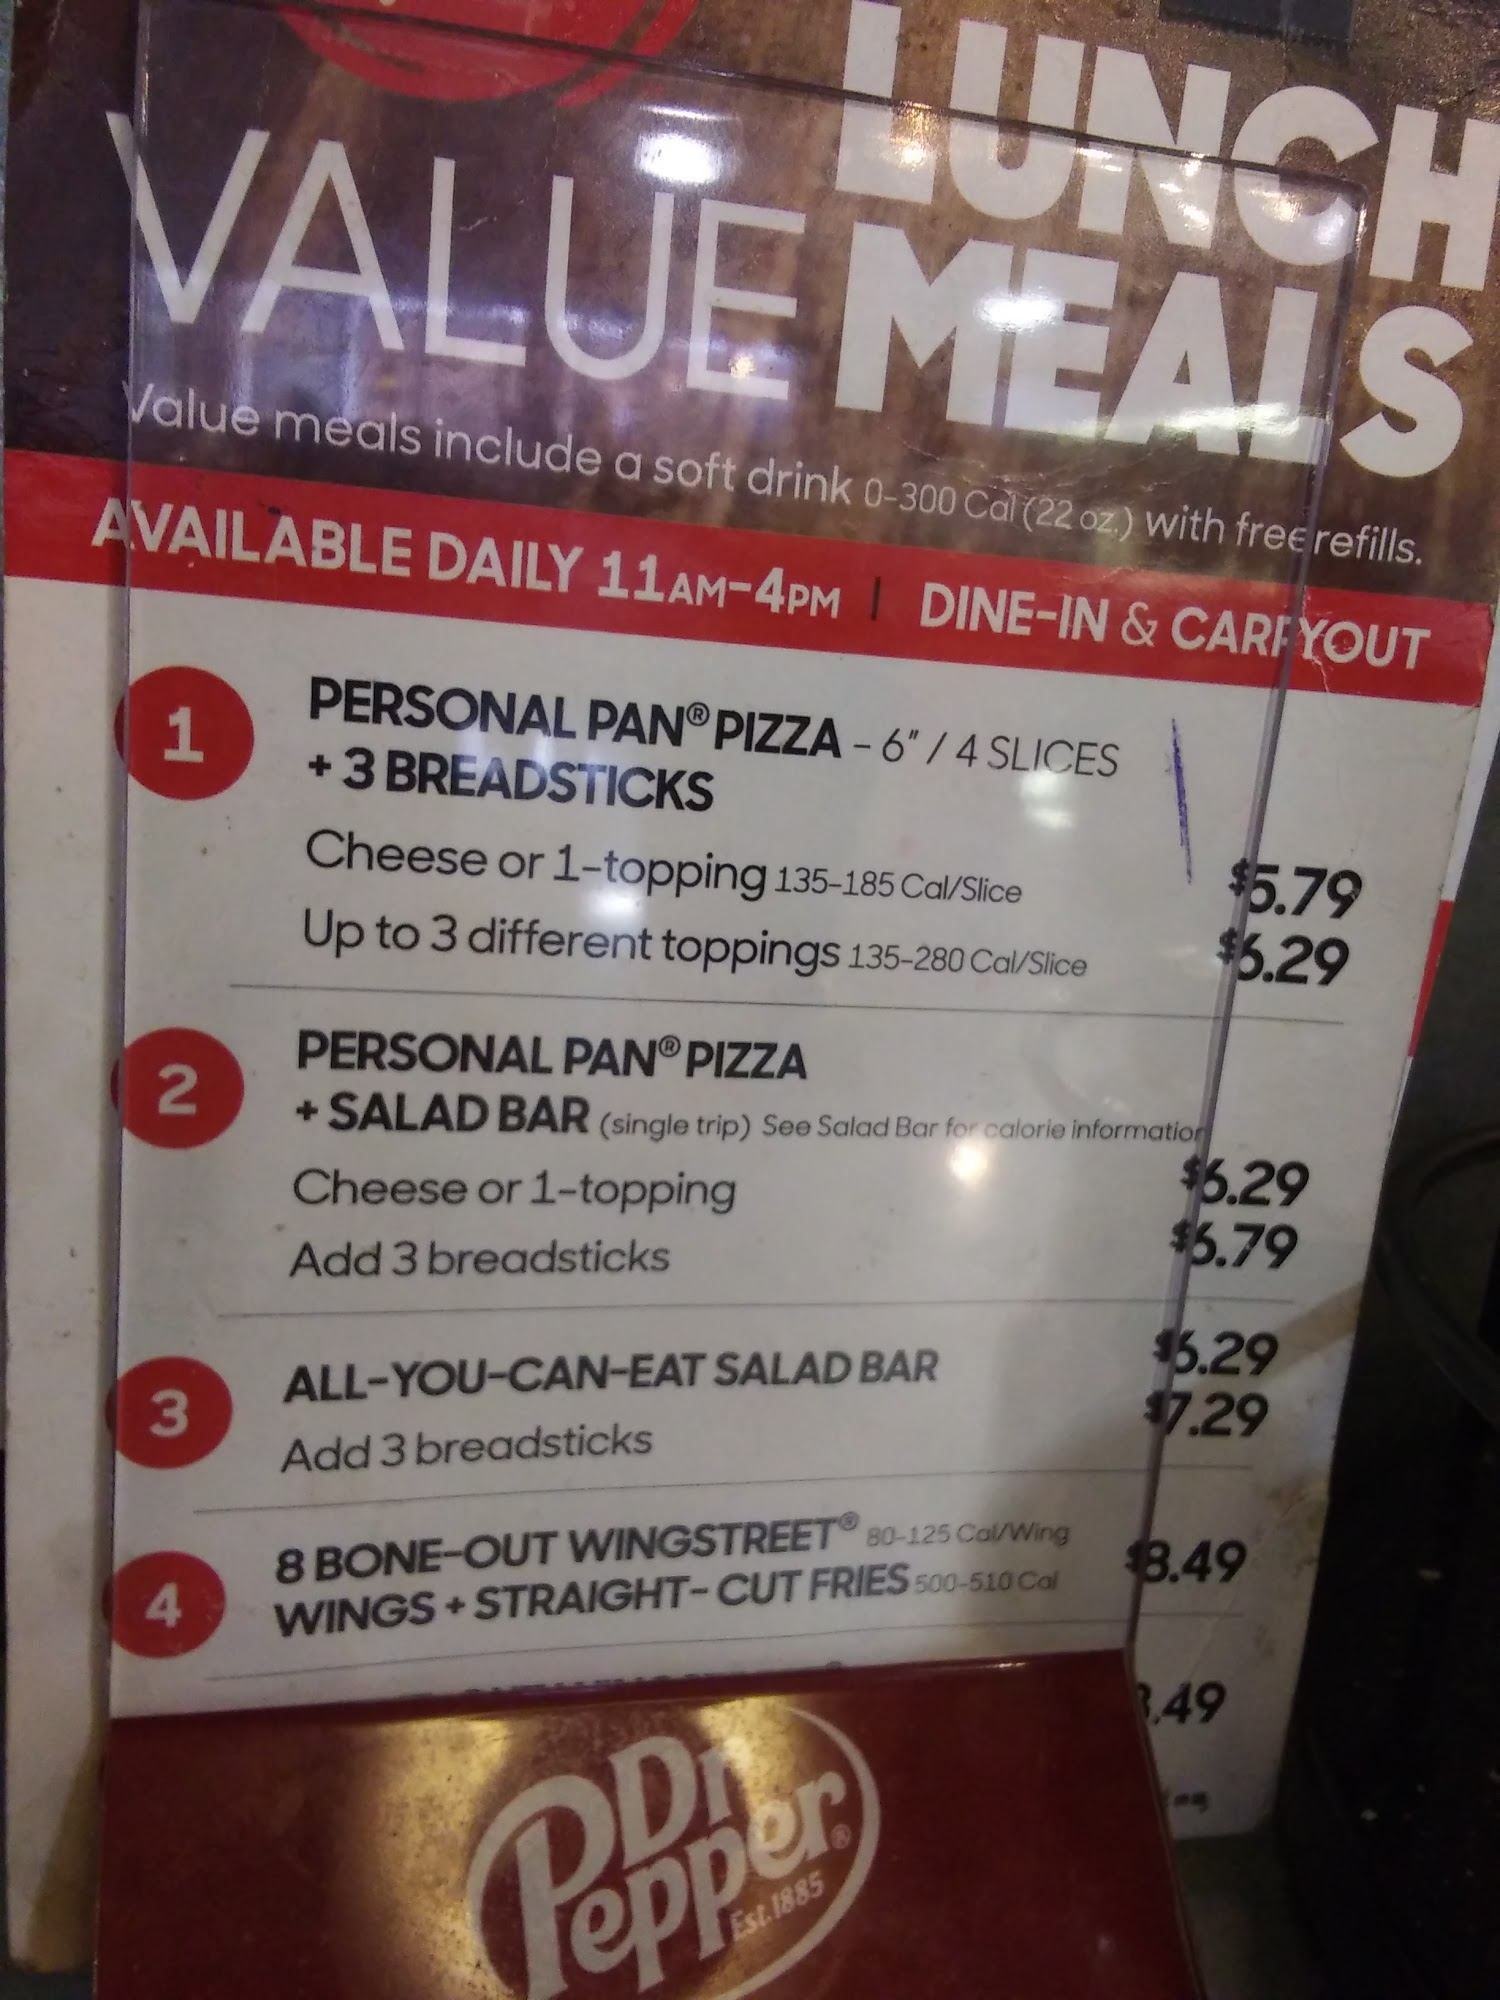 LUNCH
VALUE MEALS
Value meals include a soft drink 0-300 Cal (22 oz.) with free refills.
AVAILABLE DAILY 11AM-4PM | DINE-IN & CARRYOUT
1
PERSONAL PAN® PIZZA - 6" / 4 SLICES
+ 3 BREADSTICKS
Cheese or 1-topping 135-185 Cal/Slice $5.79
Up to 3 different toppings 135-280 Cal/Slice $6.29
2
PERSONAL PAN® PIZZA
+ SALAD BAR (single trip) See Salad Bar for calorie information
Cheese or 1-topping $6.29
Add 3 breadsticks $6.79
3
ALL-YOU-CAN-EAT SALAD BAR $6.29
Add 3 breadsticks $7.29
4
8 BONE-OUT WINGSTREET® 80-125 Cal/Wing
WINGS + STRAIGHT-CUT FRIES 500-510 Cal $8.49
.49
Dr
Pepper®
Est.1885